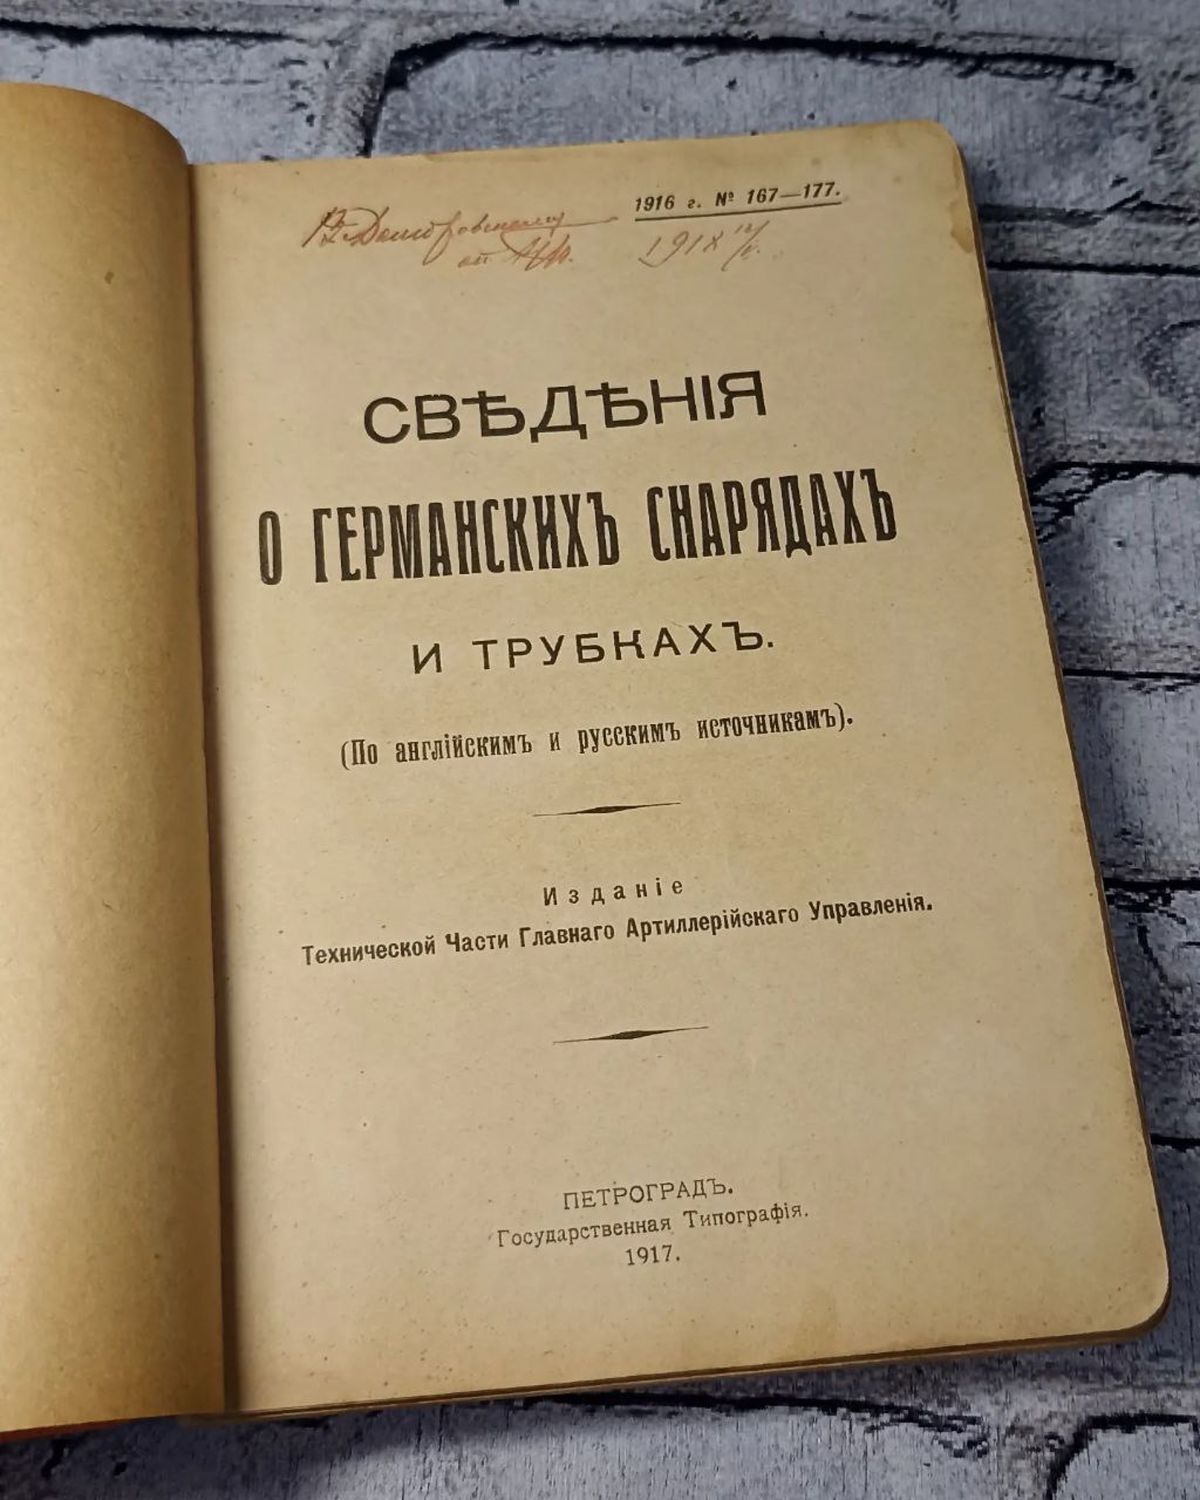 1916 г. № 167—177.
1918
СВѢДѢНІЯ
О ГЕРМАНСКИХЪ СНАРЯДАХЪ
И ТРУБКАХЪ.
(По англійскимъ и русскимъ источникамъ).
Изданіе
Технической Части Главнаго Артиллерійскаго Управленія.
ПЕТРОГРАДЪ.
Государственная Типографія.
1917.